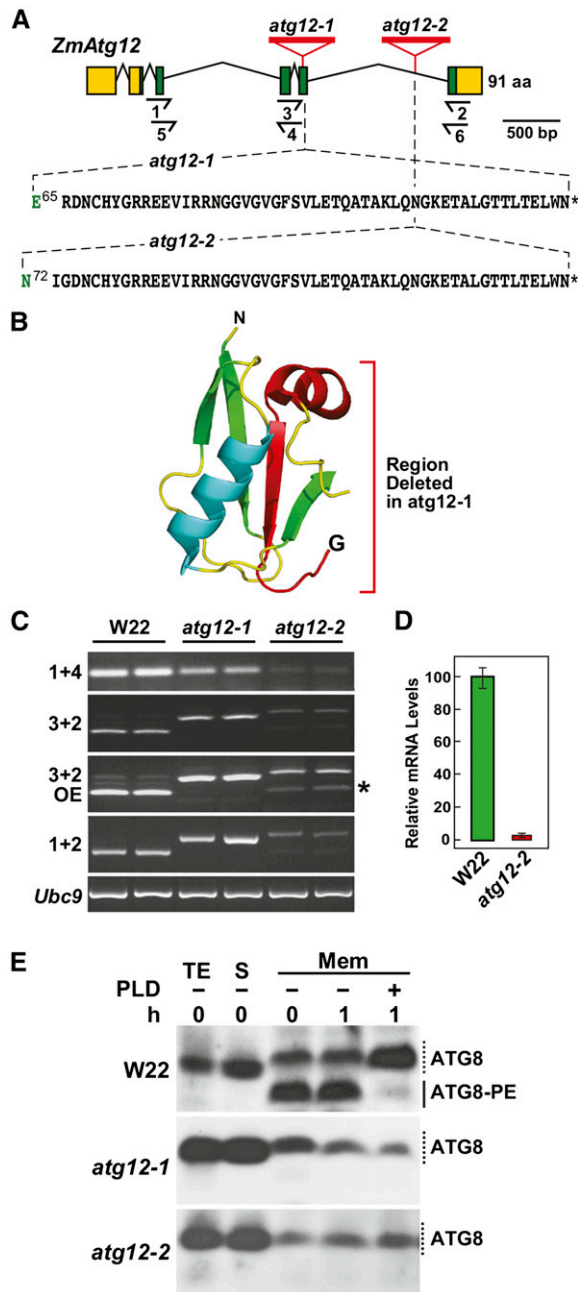 A
atg12-1 atg12-2
ZmAtg12
91 aa
1 3 2
5 4 6
500 bp
atg12-1
E65 RDNCHYGRREEVIRRNGGVGVGFSVLETQATAKLQNGKETALGTTLTELWN*
atg12-2
N72 IGDNCHYGRREEVIRRNGGVGVGFSVLETQATAKLQNGKETALGTTLTELWN*
B
N
G
Region
Deleted
in atg12-1
C
W22 atg12-1 atg12-2
1+4
3+2
3+2
OE
*
1+2
Ubc9
D
Relative mRNA Levels
100
80
60
40
20
0
W22
atg12-2
E
TE S Mem
PLD – – – – +
h 0 0 0 1 1
W22
ATG8
ATG8-PE
atg12-1
ATG8
atg12-2
ATG8